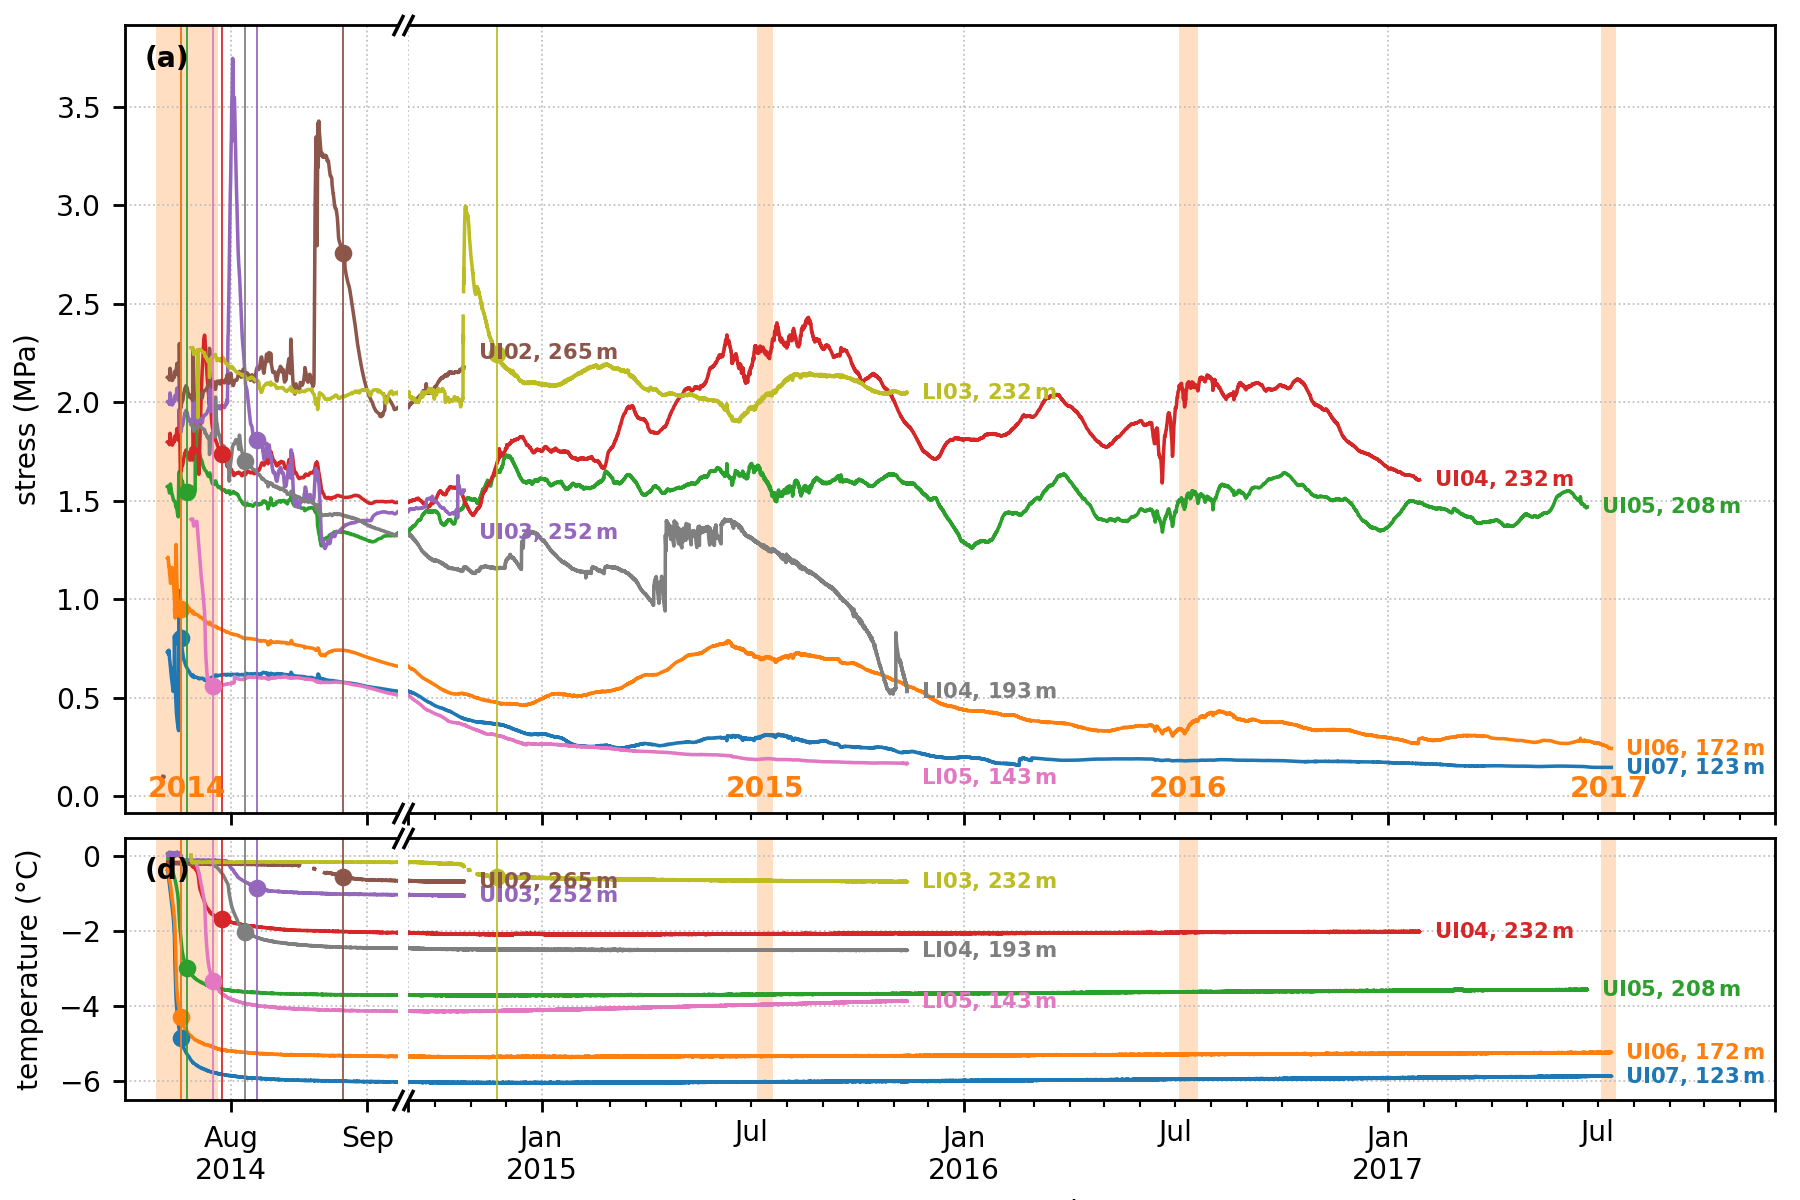 (a)
stress (MPa)
3.5
3.0
2.5
2.0
1.5
1.0
0.5
0.0
UI02, 265 m
LI03, 232 m
UI04, 232 m
UI05, 208 m
UI03, 252 m
LI04, 193 m
UI06, 172 m
UI07, 123 m
LI05, 143 m
2014
2015
2016
2017
(d)
temperature (°C)
0
−2
−4
−6
UI02, 265 m
LI03, 232 m
UI03, 252 m
UI04, 232 m
LI04, 193 m
UI05, 208 m
LI05, 143 m
UI06, 172 m
UI07, 123 m
Aug Sep Jan Jul Jan Jul Jan Jul
2014 2015 2016 2017